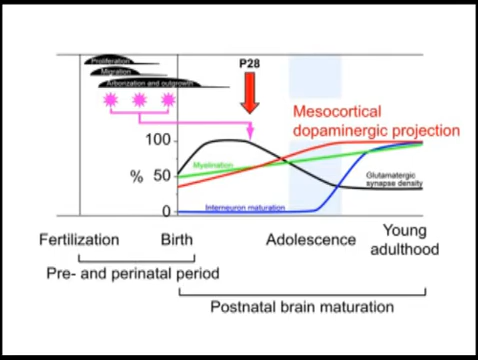 Proliferation
Migration
Arborization and outgrowth
P28
Mesocortical
dopaminergic projection
100
Myelination
%
50
Glutamatergic
synapse density
Interneuron maturation
0
Fertilization
Birth
Adolescence
Young
adulthood
Pre- and perinatal period
Postnatal brain maturation